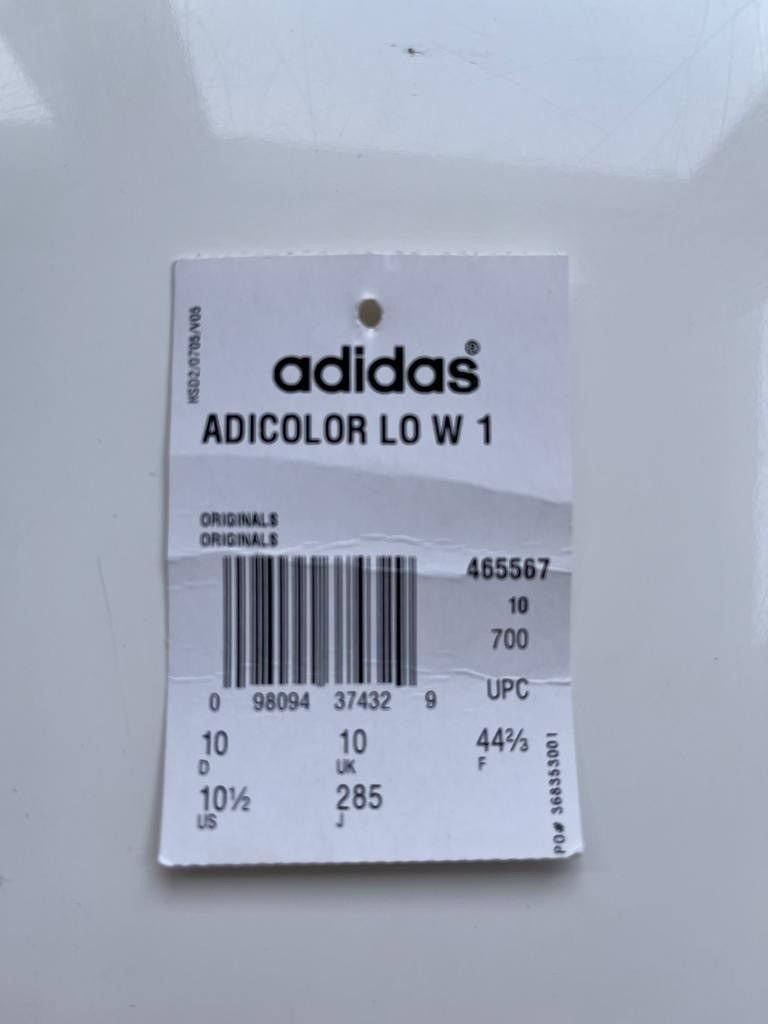 HSD2/0705/V05
adidas®
ADICOLOR LO W 1
ORIGINALS
ORIGINALS
465567
10
700
UPC
0 98094 37432 9
10 10 44⅔
D UK F
10½ 285
US J
PO# 368353001